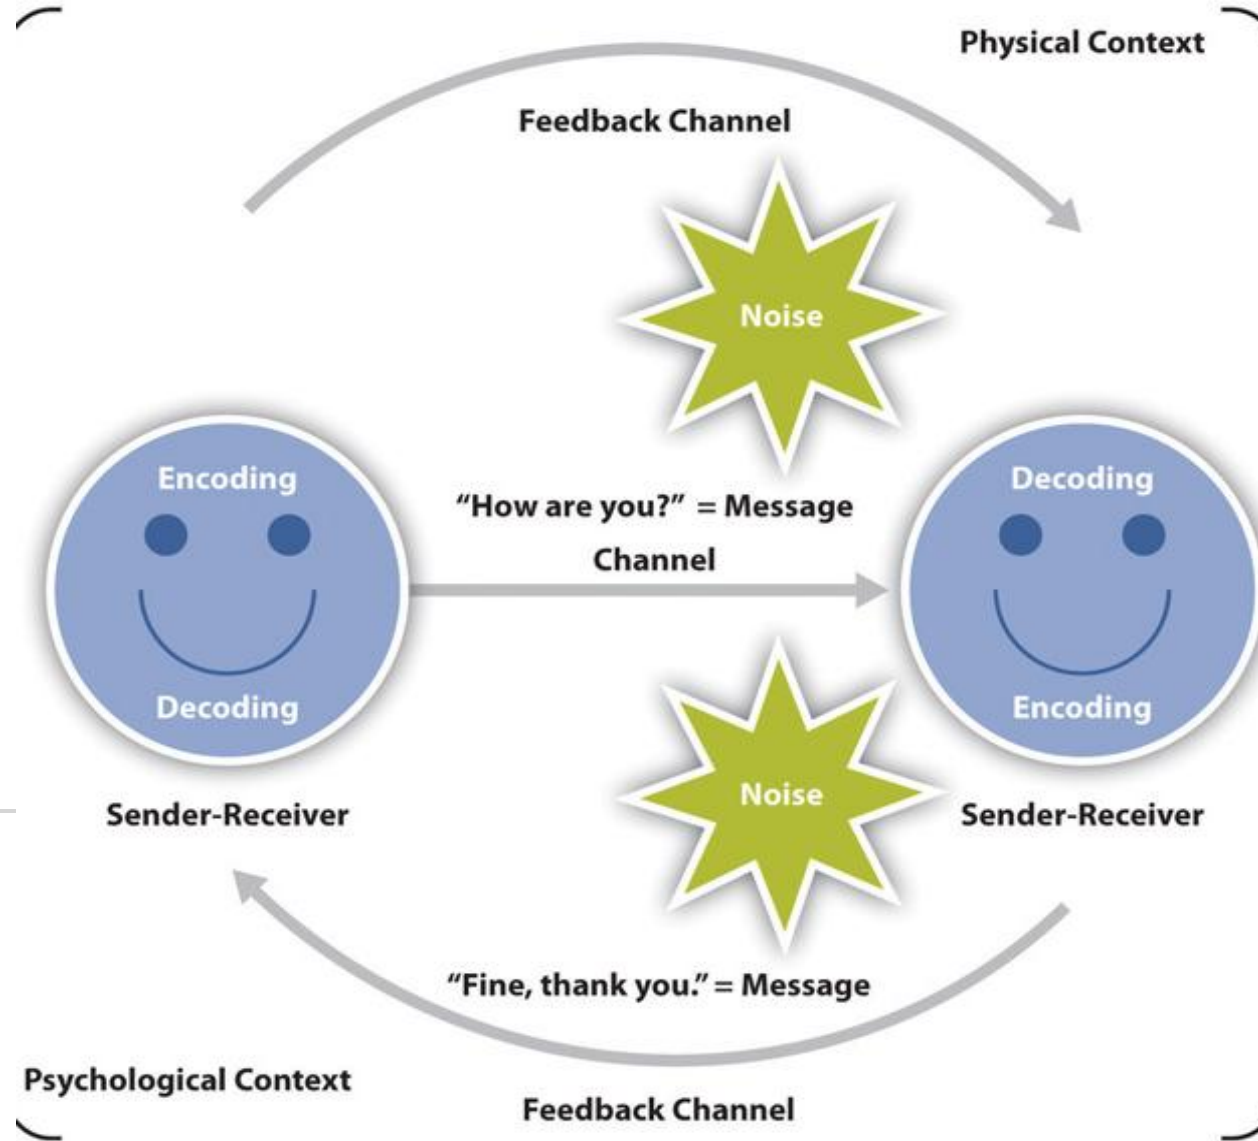 Physical Context
Feedback Channel
Noise
Encoding
Decoding
“How are you?” = Message
Channel
Decoding
Encoding
Noise
Sender-Receiver
Sender-Receiver
“Fine, thank you.” = Message
Psychological Context
Feedback Channel